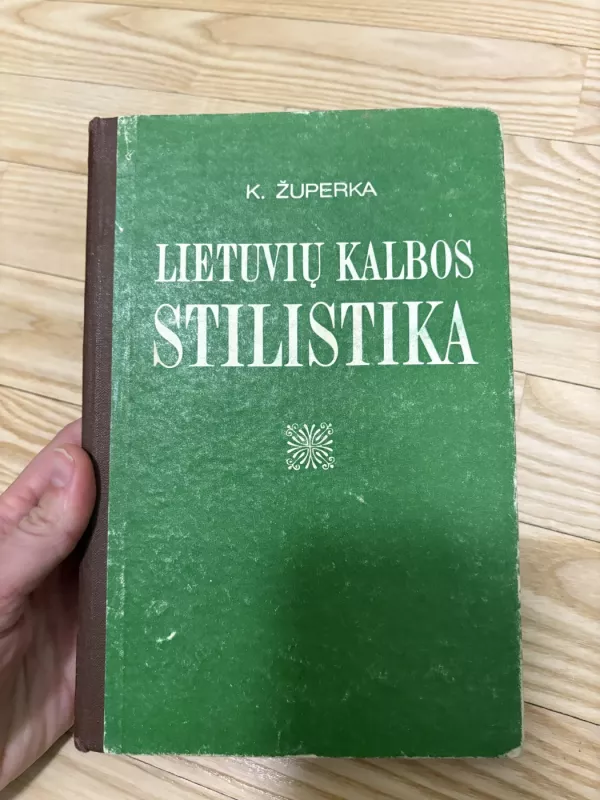 K. ŽUPERKA
LIETUVIŲ KALBOS
STILISTIKA